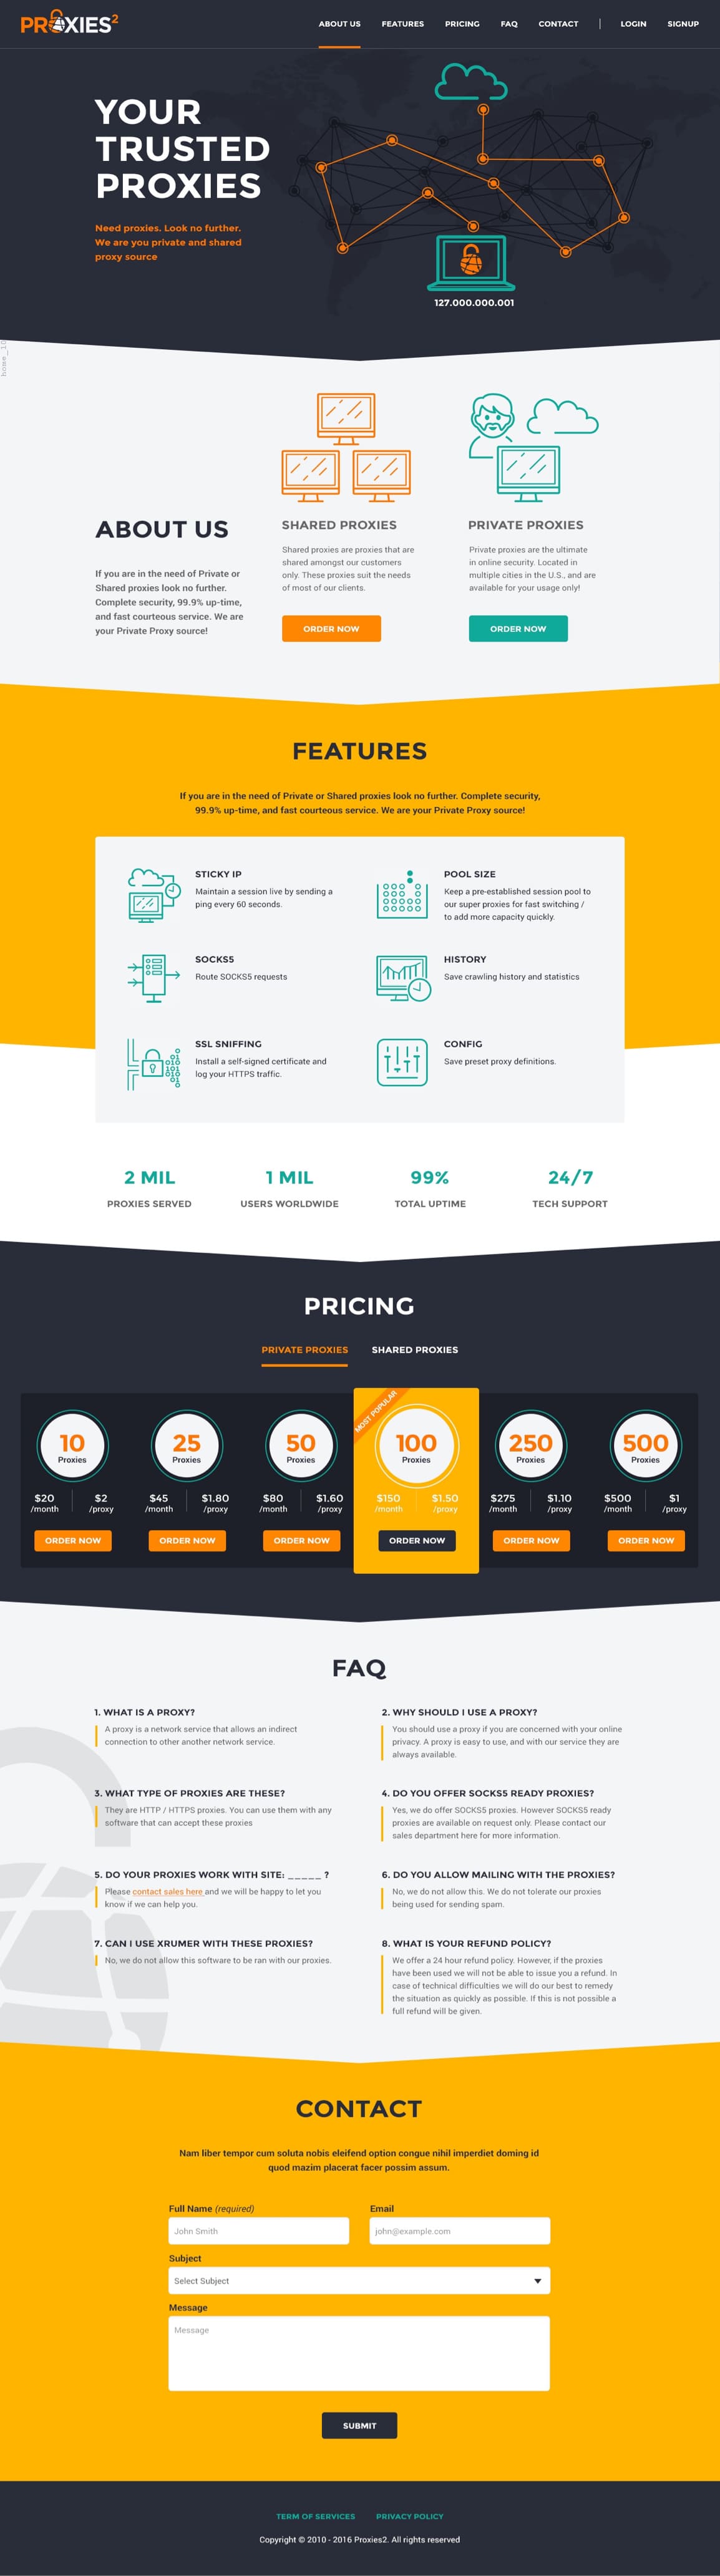 PROXIES2
ABOUT US
FEATURES
PRICING
FAQ
CONTACT
LOGIN
SIGNUP
YOUR
TRUSTED
PROXIES
Need proxies. Look no further.
We are you private and shared
proxy source
127.000.000.001
home_10
ABOUT US
If you are in the need of Private or
Shared proxies look no further.
Complete security, 99.9% up-time,
and fast courteous service. We are
your Private Proxy source!
SHARED PROXIES
Shared proxies are proxies that are
shared amongst our customers
only. These proxies suit the needs
of most of our clients.
ORDER NOW
PRIVATE PROXIES
Private proxies are the ultimate
in online security. Located in
multiple cities in the U.S., and are
available for your usage only!
ORDER NOW
FEATURES
If you are in the need of Private or Shared proxies look no further. Complete security,
99.9% up-time, and fast courteous service. We are your Private Proxy source!
STICKY IP
Maintain a session live by sending a
ping every 60 seconds.
POOL SIZE
Keep a pre-established session pool to
our super proxies for fast switching /
to add more capacity quickly.
SOCKS5
Route SOCKS5 requests
HISTORY
Save crawling history and statistics
SSL SNIFFING
Install a self-signed certificate and
log your HTTPS traffic.
CONFIG
Save preset proxy definitions.
2 MIL
PROXIES SERVED
1 MIL
USERS WORLDWIDE
99%
TOTAL UPTIME
24/7
TECH SUPPORT
PRICING
PRIVATE PROXIES
SHARED PROXIES
10
Proxies
$20
/month
$2
/proxy
ORDER NOW
25
Proxies
$45
/month
$1.80
/proxy
ORDER NOW
50
Proxies
$80
/month
$1.60
/proxy
ORDER NOW
MOST POPULAR
100
Proxies
$150
/month
$1.50
/proxy
ORDER NOW
250
Proxies
$275
/month
$1.10
/proxy
ORDER NOW
500
Proxies
$500
/month
$1
/proxy
ORDER NOW
FAQ
1. WHAT IS A PROXY?
A proxy is a network service that allows an indirect
connection to other another network service.
2. WHY SHOULD I USE A PROXY?
You should use a proxy if you are concerned with your online
privacy. A proxy is easy to use, and with our service they are
always available.
3. WHAT TYPE OF PROXIES ARE THESE?
They are HTTP / HTTPS proxies. You can use them with any
software that can accept these proxies
4. DO YOU OFFER SOCKS5 READY PROXIES?
Yes, we do offer SOCKS5 proxies. However SOCKS5 ready
proxies are available on request only. Please contact our
sales department here for more information.
5. DO YOUR PROXIES WORK WITH SITE: _____ ?
Please contact sales here and we will be happy to let you
know if we can help you.
6. DO YOU ALLOW MAILING WITH THE PROXIES?
No, we do not allow this. We do not tolerate our proxies
being used for sending spam.
7. CAN I USE XRUMER WITH THESE PROXIES?
No, we do not allow this software to be ran with our proxies.
8. WHAT IS YOUR REFUND POLICY?
We offer a 24 hour refund policy. However, if the proxies
have been used we will not be able to issue you a refund. In
case of technical difficulties we will do our best to remedy
the situation as quickly as possible. If this is not possible a
full refund will be given.
CONTACT
Nam liber tempor cum soluta nobis eleifend option congue nihil imperdiet doming id
quod mazim placerat facer possim assum.
Full Name (required)
John Smith
Email
john@example.com
Subject
Select Subject
Message
Message
SUBMIT
TERM OF SERVICES
PRIVACY POLICY
Copyright © 2010 - 2016 Proxies2. All rights reserved